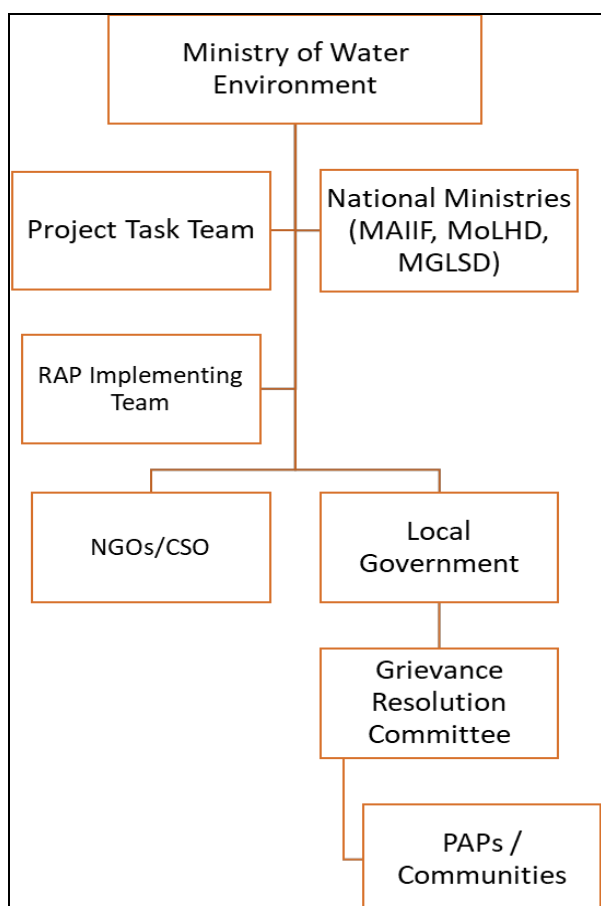 Ministry of Water
Environment
Project Task Team
National Ministries
(MAIIF, MoLHD,
MGLSD)
RAP Implementing
Team
NGOs/CSO
Local
Government
Grievance
Resolution
Committee
PAPs /
Communities